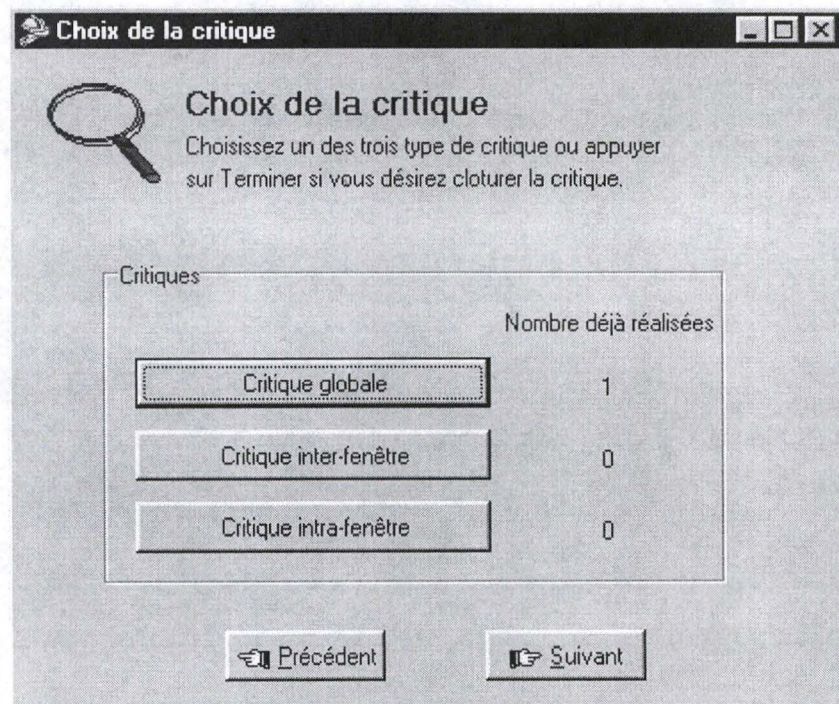 Choix de la critique
Choix de la critique
Choisissez un des trois type de critique ou appuyer
sur Terminer si vous désirez cloturer la critique.
Critiques
Nombre déjà réalisées
Critique globale 1
Critique inter-fenêtre 0
Critique intra-fenêtre 0
Précédent Suivant